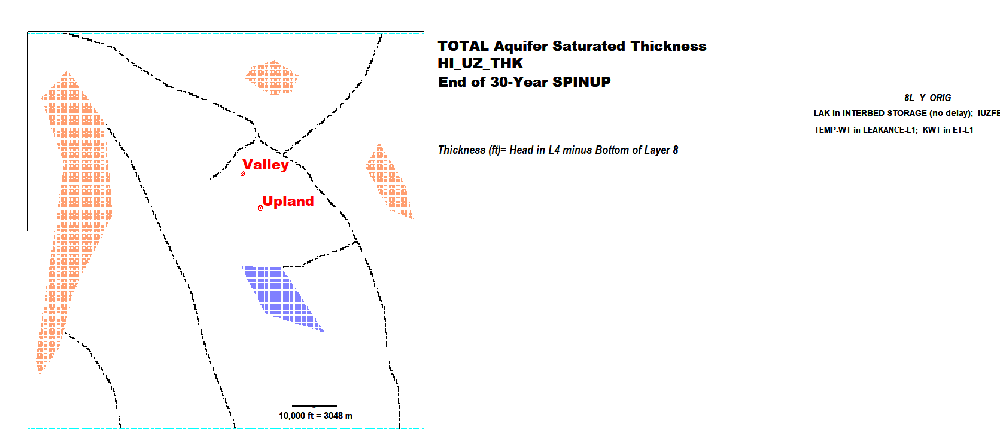 TOTAL Aquifer Saturated Thickness
HI_UZ_THK
End of 30-Year SPINUP
8L_Y_ORIG
LAK in INTERBED STORAGE (no delay);  IUZFE
TEMP-WT in LEAKANCE-L1;  KWT in ET-L1
Thickness (ft)= Head in L4 minus Bottom of Layer 8
Valley
Upland
10,000 ft = 3048 m